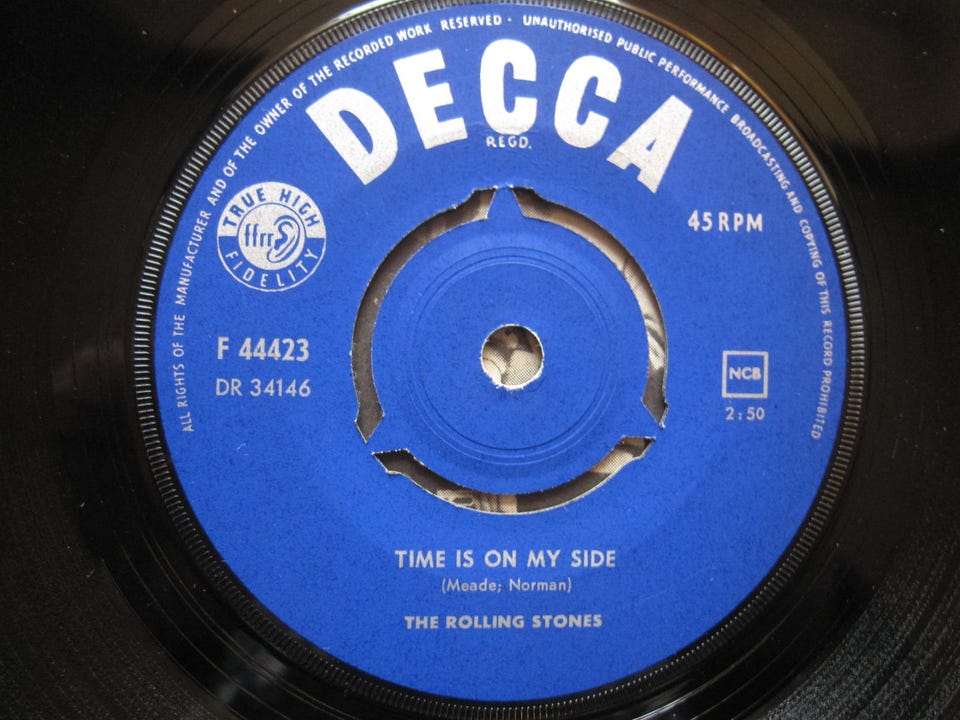 ALL RIGHTS OF THE MANUFACTURER AND OF THE OWNER OF THE RECORDED WORK RESERVED · UNAUTHORISED PUBLIC PERFORMANCE BROADCASTING AND COPYING OF THIS RECORD PROHIBITED
DECCA
REGD.
TRUE HIGH
ffrr
FIDELITY
45 RPM
F 44423
DR 34146
NCB
2:50
TIME IS ON MY SIDE
(Meade; Norman)
THE ROLLING STONES